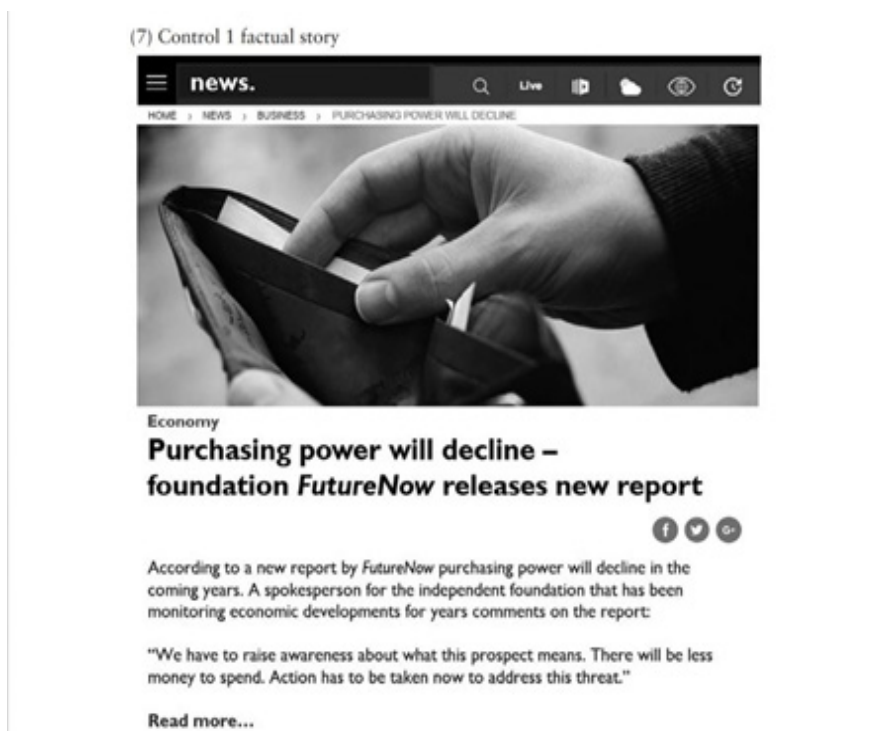 (7) Control 1 factual story
news.
Live
HOME > NEWS > BUSINESS > PURCHASING POWER WILL DECLINE
Economy
Purchasing power will decline –
foundation FutureNow releases new report
f G+
According to a new report by FutureNow purchasing power will decline in the
coming years. A spokesperson for the independent foundation that has been
monitoring economic developments for years comments on the report:
“We have to raise awareness about what this prospect means. There will be less
money to spend. Action has to be taken now to address this threat.”
Read more...